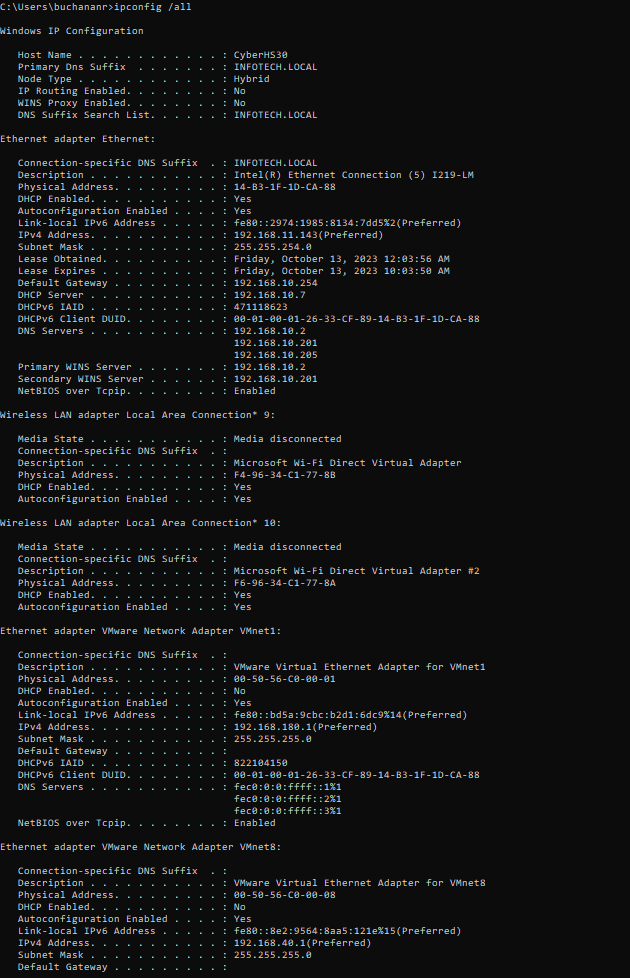 C:\Users\buchananr>ipconfig /all
Windows IP Configuration
Host Name . . . . . . . . . . . . : CyberHS30
Primary Dns Suffix . . . . . . . : INFOTECH.LOCAL
Node Type . . . . . . . . . . . . : Hybrid
IP Routing Enabled. . . . . . . . : No
WINS Proxy Enabled. . . . . . . . : No
DNS Suffix Search List. . . . . . : INFOTECH.LOCAL
Ethernet adapter Ethernet:
Connection-specific DNS Suffix . : INFOTECH.LOCAL
Description . . . . . . . . . . . : Intel(R) Ethernet Connection (5) I219-LM
Physical Address. . . . . . . . . : 14-B3-1F-1D-CA-88
DHCP Enabled. . . . . . . . . . . : Yes
Autoconfiguration Enabled . . . . : Yes
Link-local IPv6 Address . . . . . : fe80::2974:1985:8134:7dd5%2(Preferred)
IPv4 Address. . . . . . . . . . . : 192.168.11.143(Preferred)
Subnet Mask . . . . . . . . . . . : 255.255.254.0
Lease Obtained. . . . . . . . . . : Friday, October 13, 2023 12:03:56 AM
Lease Expires . . . . . . . . . . : Friday, October 13, 2023 10:03:50 AM
Default Gateway . . . . . . . . . : 192.168.10.254
DHCP Server . . . . . . . . . . . : 192.168.10.7
DHCPv6 IAID . . . . . . . . . . . : 471118623
DHCPv6 Client DUID. . . . . . . . : 00-01-00-01-26-33-CF-89-14-B3-1F-1D-CA-88
DNS Servers . . . . . . . . . . . : 192.168.10.2
192.168.10.201
192.168.10.205
Primary WINS Server . . . . . . . : 192.168.10.2
Secondary WINS Server . . . . . . : 192.168.10.201
NetBIOS over Tcpip. . . . . . . . : Enabled
Wireless LAN adapter Local Area Connection* 9:
Media State . . . . . . . . . . . : Media disconnected
Connection-specific DNS Suffix . :
Description . . . . . . . . . . . : Microsoft Wi-Fi Direct Virtual Adapter
Physical Address. . . . . . . . . : F4-96-34-C1-77-8B
DHCP Enabled. . . . . . . . . . . : Yes
Autoconfiguration Enabled . . . . : Yes
Wireless LAN adapter Local Area Connection* 10:
Media State . . . . . . . . . . . : Media disconnected
Connection-specific DNS Suffix . :
Description . . . . . . . . . . . : Microsoft Wi-Fi Direct Virtual Adapter #2
Physical Address. . . . . . . . . : F6-96-34-C1-77-8A
DHCP Enabled. . . . . . . . . . . : Yes
Autoconfiguration Enabled . . . . : Yes
Ethernet adapter VMware Network Adapter VMnet1:
Connection-specific DNS Suffix . :
Description . . . . . . . . . . . : VMware Virtual Ethernet Adapter for VMnet1
Physical Address. . . . . . . . . : 00-50-56-C0-00-01
DHCP Enabled. . . . . . . . . . . : No
Autoconfiguration Enabled . . . . : Yes
Link-local IPv6 Address . . . . . : fe80::bd5a:9cbc:b2d1:6dc9%14(Preferred)
IPv4 Address. . . . . . . . . . . : 192.168.180.1(Preferred)
Subnet Mask . . . . . . . . . . . : 255.255.255.0
Default Gateway . . . . . . . . . :
DHCPv6 IAID . . . . . . . . . . . : 822104150
DHCPv6 Client DUID. . . . . . . . : 00-01-00-01-26-33-CF-89-14-B3-1F-1D-CA-88
DNS Servers . . . . . . . . . . . : fec0:0:0:ffff::1%1
fec0:0:0:ffff::2%1
fec0:0:0:ffff::3%1
NetBIOS over Tcpip. . . . . . . . : Enabled
Ethernet adapter VMware Network Adapter VMnet8:
Connection-specific DNS Suffix . :
Description . . . . . . . . . . . : VMware Virtual Ethernet Adapter for VMnet8
Physical Address. . . . . . . . . : 00-50-56-C0-00-08
DHCP Enabled. . . . . . . . . . . : No
Autoconfiguration Enabled . . . . : Yes
Link-local IPv6 Address . . . . . : fe80::8e2:9564:8aa5:121e%15(Preferred)
IPv4 Address. . . . . . . . . . . : 192.168.40.1(Preferred)
Subnet Mask . . . . . . . . . . . : 255.255.255.0
Default Gateway . . . . . . . . . :